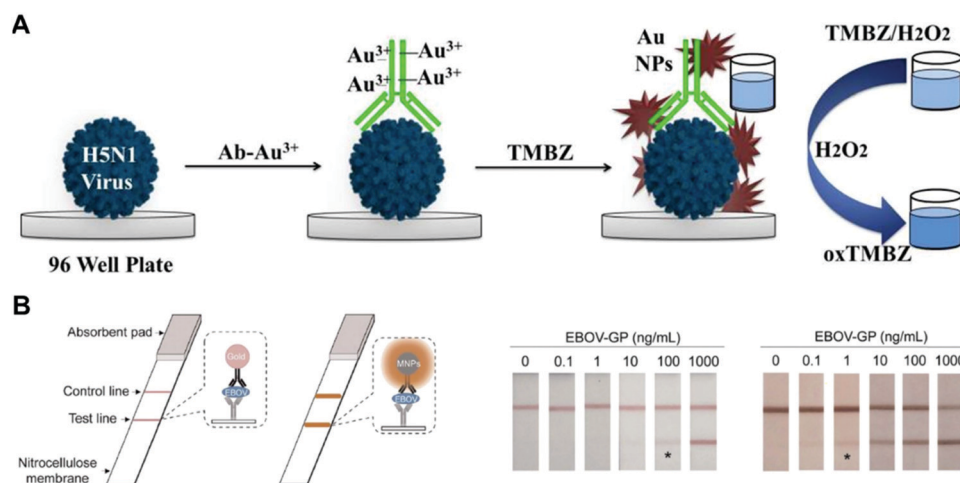 A
H5N1
Virus
96 Well Plate
Ab-Au³⁺
Au³⁺ Au³⁺
Au³⁺ Au³⁺
TMBZ
Au
NPs
TMBZ/H2O2
H2O2
oxTMBZ
B
Absorbent pad
Control line
Test line
Nitrocellulose
membrane
Gold
EBOV
MNPs
EBOV
EBOV-GP (ng/mL)
0 0.1 1 10 100 1000
*
EBOV-GP (ng/mL)
0 0.1 1 10 100 1000
*